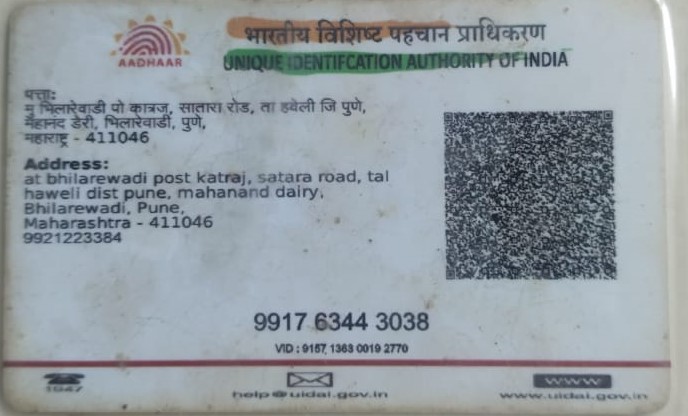 भारतीय विशिष्ट पहचान प्राधिकरण
AADHAAR
UNIQUE IDENTIFCATION AUTHORITY OF INDIA
पत्ता:
मु भिलारेवाडी पो कात्रज, सातारा रोड, ता हवेली जि पुणे,
मैहानंद डेरी, भिलारेवाडी, पुणे,
महाराष्ट्र - 411046
Address:
at bhilarewadi post katraj, satara road, tal
haweli dist pune, mahanand dairy,
Bhilarewadi, Pune,
Maharashtra - 411046
9921223384
9917 6344 3038
VID : 9157 1363 0019 2770
1947
help@uidai.gov.in
www
www.uidai.gov.in